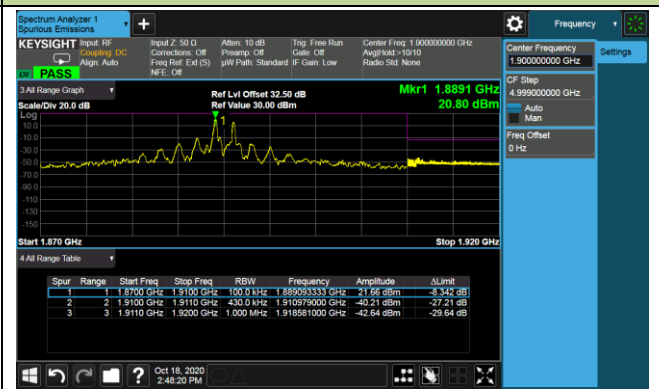 Spectrum Analyzer 1
Spurious Emissions
Frequency
KEYSIGHT Input: RF Input Z: 50 Ω Atten: 10 dB Trig: Free Run Center Freq: 1.900000000 GHz
Coupling: DC Corrections: Off Preamp: Off Gate: Off Avg|Hold:>10/10
Align: Auto Freq Ref: Ext (S) µW Path: Standard IF Gain: Low Radio Std: None
NFE: Off
PASS
Center Frequency
1.900000000 GHz
Settings
CF Step
4.999000000 GHz
Auto
Man
Freq Offset
0 Hz
3 All Range Graph
Ref Lvl Offset 32.50 dB Mkr1 1.8891 GHz
Scale/Div 20.0 dB Ref Value 30.00 dBm 20.80 dBm
Log
10.0
-10.0
-30.0
-50.0
-70.0
-90.0
-110
-130
-150
1
Start 1.870 GHz Stop 1.920 GHz
4 All Range Table
Spur Range Start Freq Stop Freq RBW Frequency Amplitude ΔLimit
1 1 1.8700 GHz 1.9100 GHz 100.0 kHz 1.889093333 GHz 21.66 dBm -8.342 dB
2 2 1.9100 GHz 1.9110 GHz 430.0 kHz 1.910979000 GHz -40.21 dBm -27.21 dB
3 3 1.9110 GHz 1.9200 GHz 1.000 MHz 1.918581000 GHz -42.64 dBm -29.64 dB
? Oct 18, 2020
2:48:20 PM